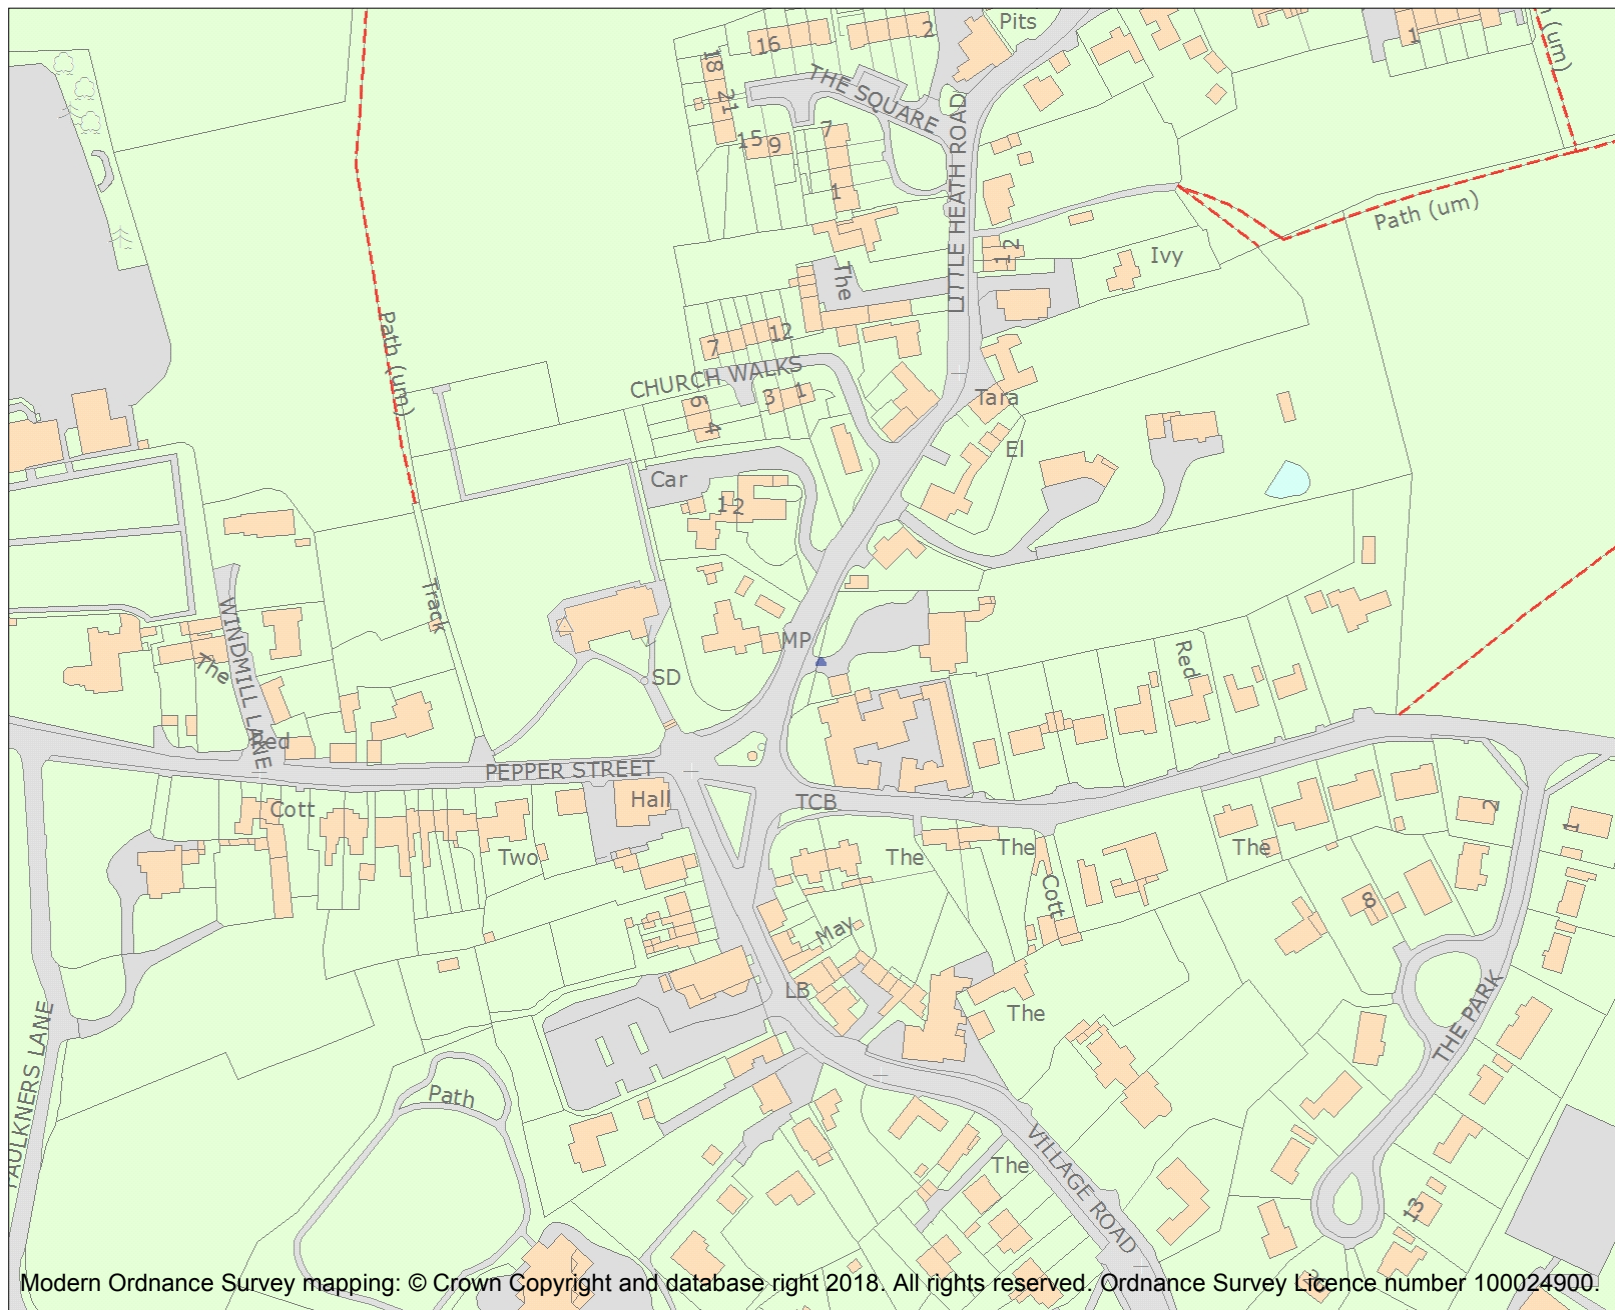 Pits
16
2
1
h (um)
18
THE SQUARE
21
15
9
7
1
LITTLE HEATH ROAD
Path (um)
1 2
Ivy
The
Path (um)
12
7
CHURCH WALKS
6
4
3
1
Tara
El
Car
1 2
Track
WINDMILL LANE
The
MP
SD
Red
Red
PEPPER STREET
Hall
TCB
Cott
Two
The
The
The
Cott
2
1
8
May
LB
The
THE PARK
FAULKNERS LANE
Path
VILLAGE ROAD
The
13
Modern Ordnance Survey mapping: © Crown Copyright and database right 2018. All rights reserved. Ordnance Survey Licence number 100024900.